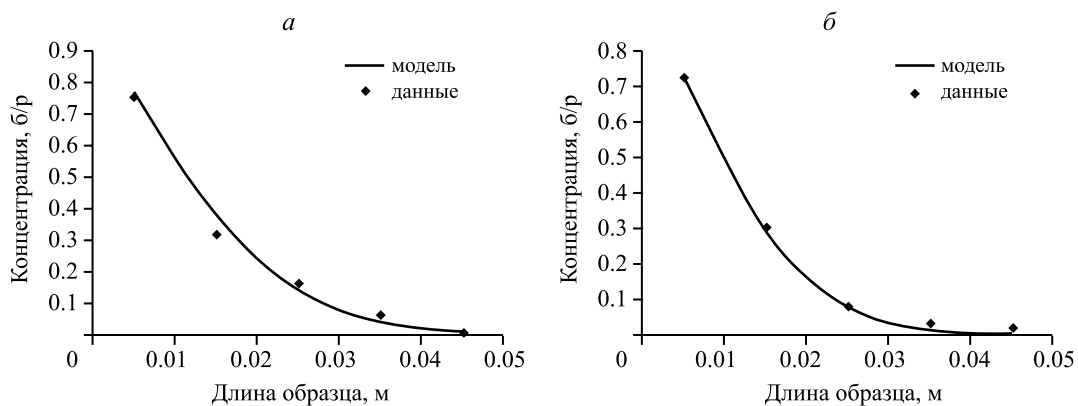 а
0.9
0.8
0.7
0.6
0.5
0.4
0.3
0.2
0.1
0
0.01
0.02
0.03
0.04
0.05
Концентрация, б/р
Длина образца, м
модель
данные
б
0.8
0.7
0.6
0.5
0.4
0.3
0.2
0.1
0
0.01
0.02
0.03
0.04
0.05
Концентрация, б/р
Длина образца, м
модель
данные